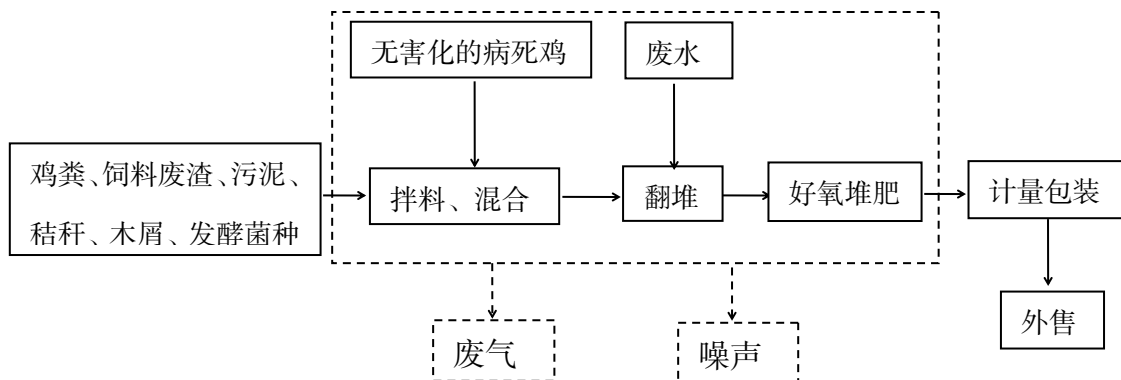 无害化的病死鸡
废水
鸡粪、饲料废渣、污泥、
秸秆、木屑、发酵菌种
拌料、混合
翻堆
好氧堆肥
计量包装
外售
废气
噪声